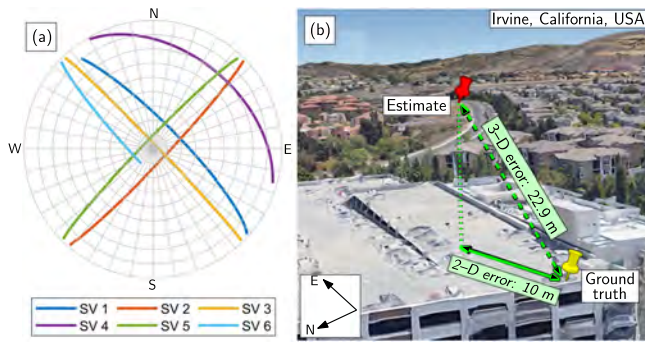 (a)
N
W
E
S
SV 1
SV 2
SV 3
SV 4
SV 5
SV 6
(b)
Irvine, California, USA
Estimate
3-D error: 22.9 m
2-D error: 10 m
Ground
truth
E
N